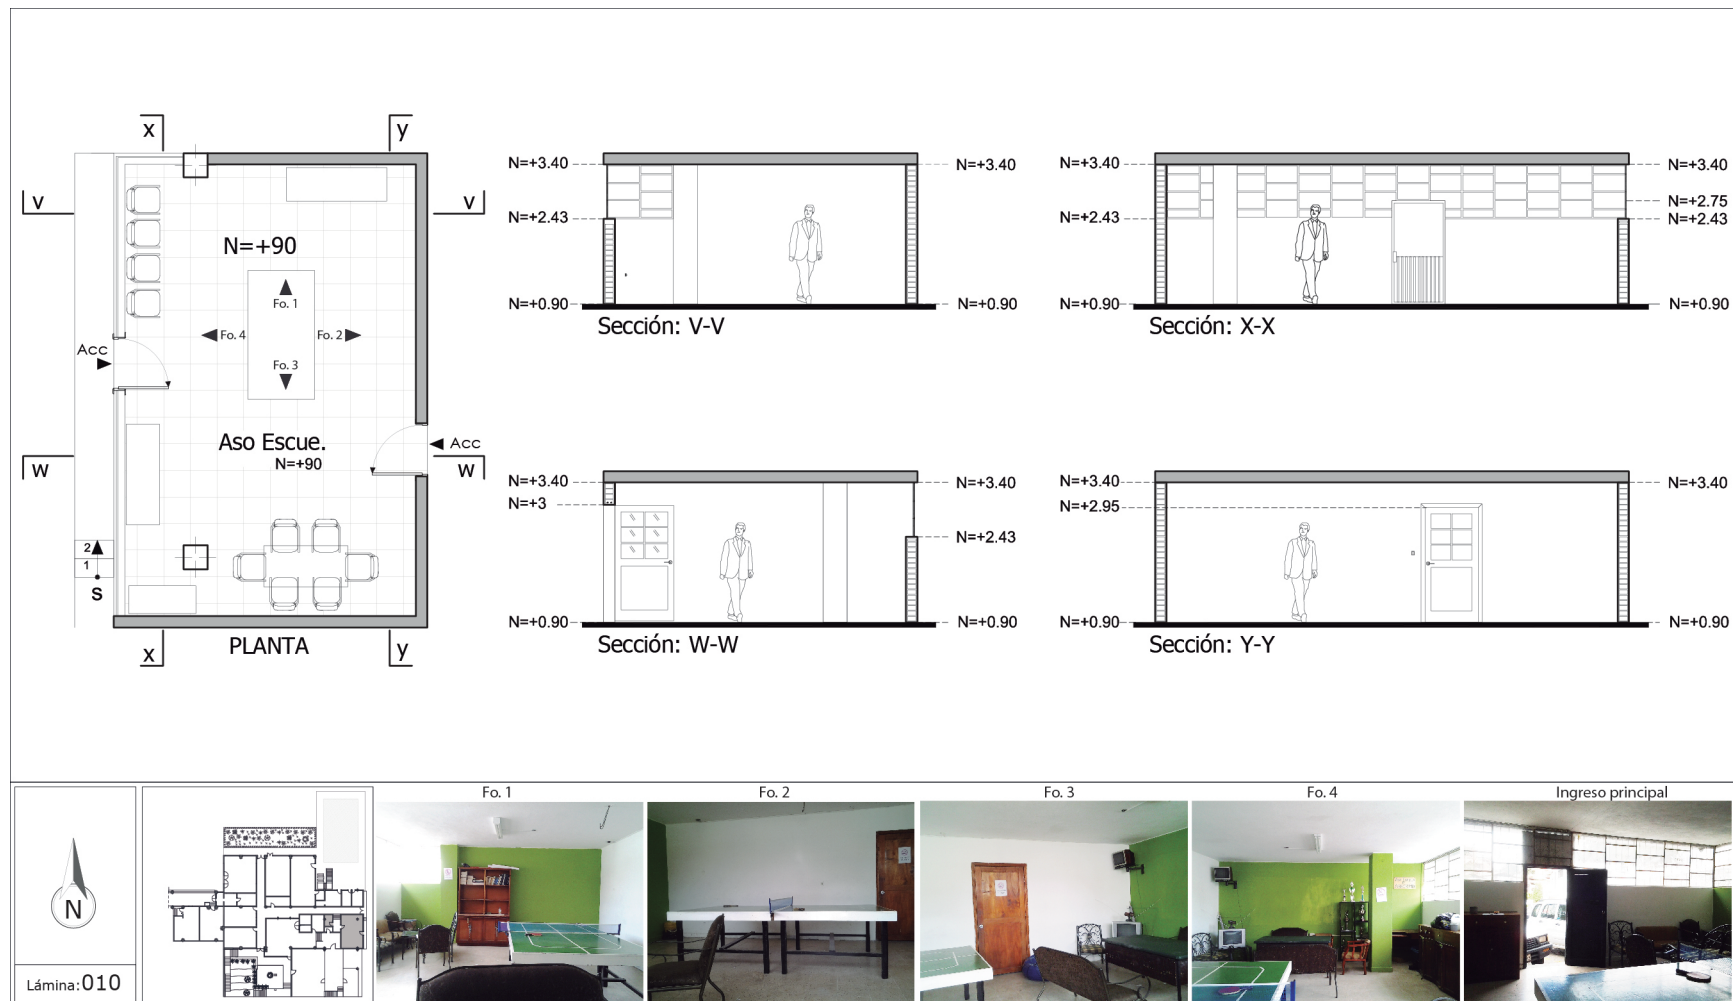 x
y
V
V
N=+90
Fo. 1
Fo. 4
Fo. 2
Fo. 3
Acc
Acc
Aso Escue.
N=+90
W
W
2
1
S
x
y
PLANTA
N=+3.40
N=+3.40
N=+2.43
N=+0.90
N=+0.90
Sección: V-V
N=+3.40
N=+3.40
N=+2.75
N=+2.43
N=+2.43
N=+0.90
N=+0.90
Sección: X-X
N=+3.40
N=+3.40
N=+3
N=+2.43
N=+0.90
N=+0.90
Sección: W-W
N=+3.40
N=+3.40
N=+2.95
N=+0.90
N=+0.90
Sección: Y-Y
N
Lámina: 010
Fo. 1
Fo. 2
Fo. 3
Fo. 4
Ingreso principal